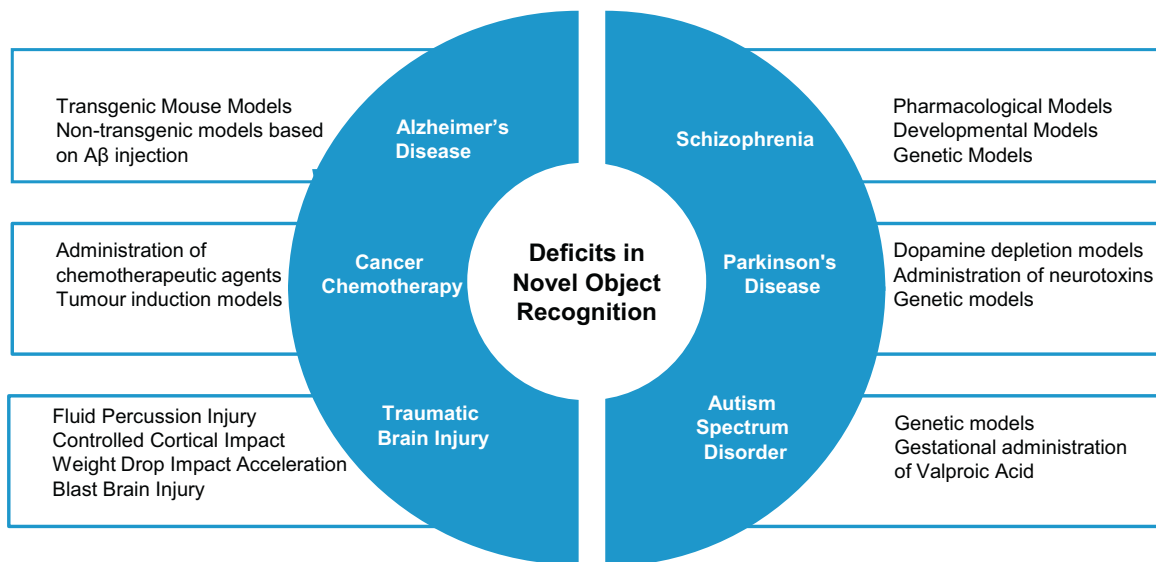 Transgenic Mouse Models
Non-transgenic models based
on Aβ injection
Alzheimer's
Disease
Administration of
chemotherapeutic agents
Tumour induction models
Cancer
Chemotherapy
Fluid Percussion Injury
Controlled Cortical Impact
Weight Drop Impact Acceleration
Blast Brain Injury
Traumatic
Brain Injury
Deficits in
Novel Object
Recognition
Schizophrenia
Pharmacological Models
Developmental Models
Genetic Models
Parkinson's
Disease
Dopamine depletion models
Administration of neurotoxins
Genetic models
Autism
Spectrum
Disorder
Genetic models
Gestational administration
of Valproic Acid